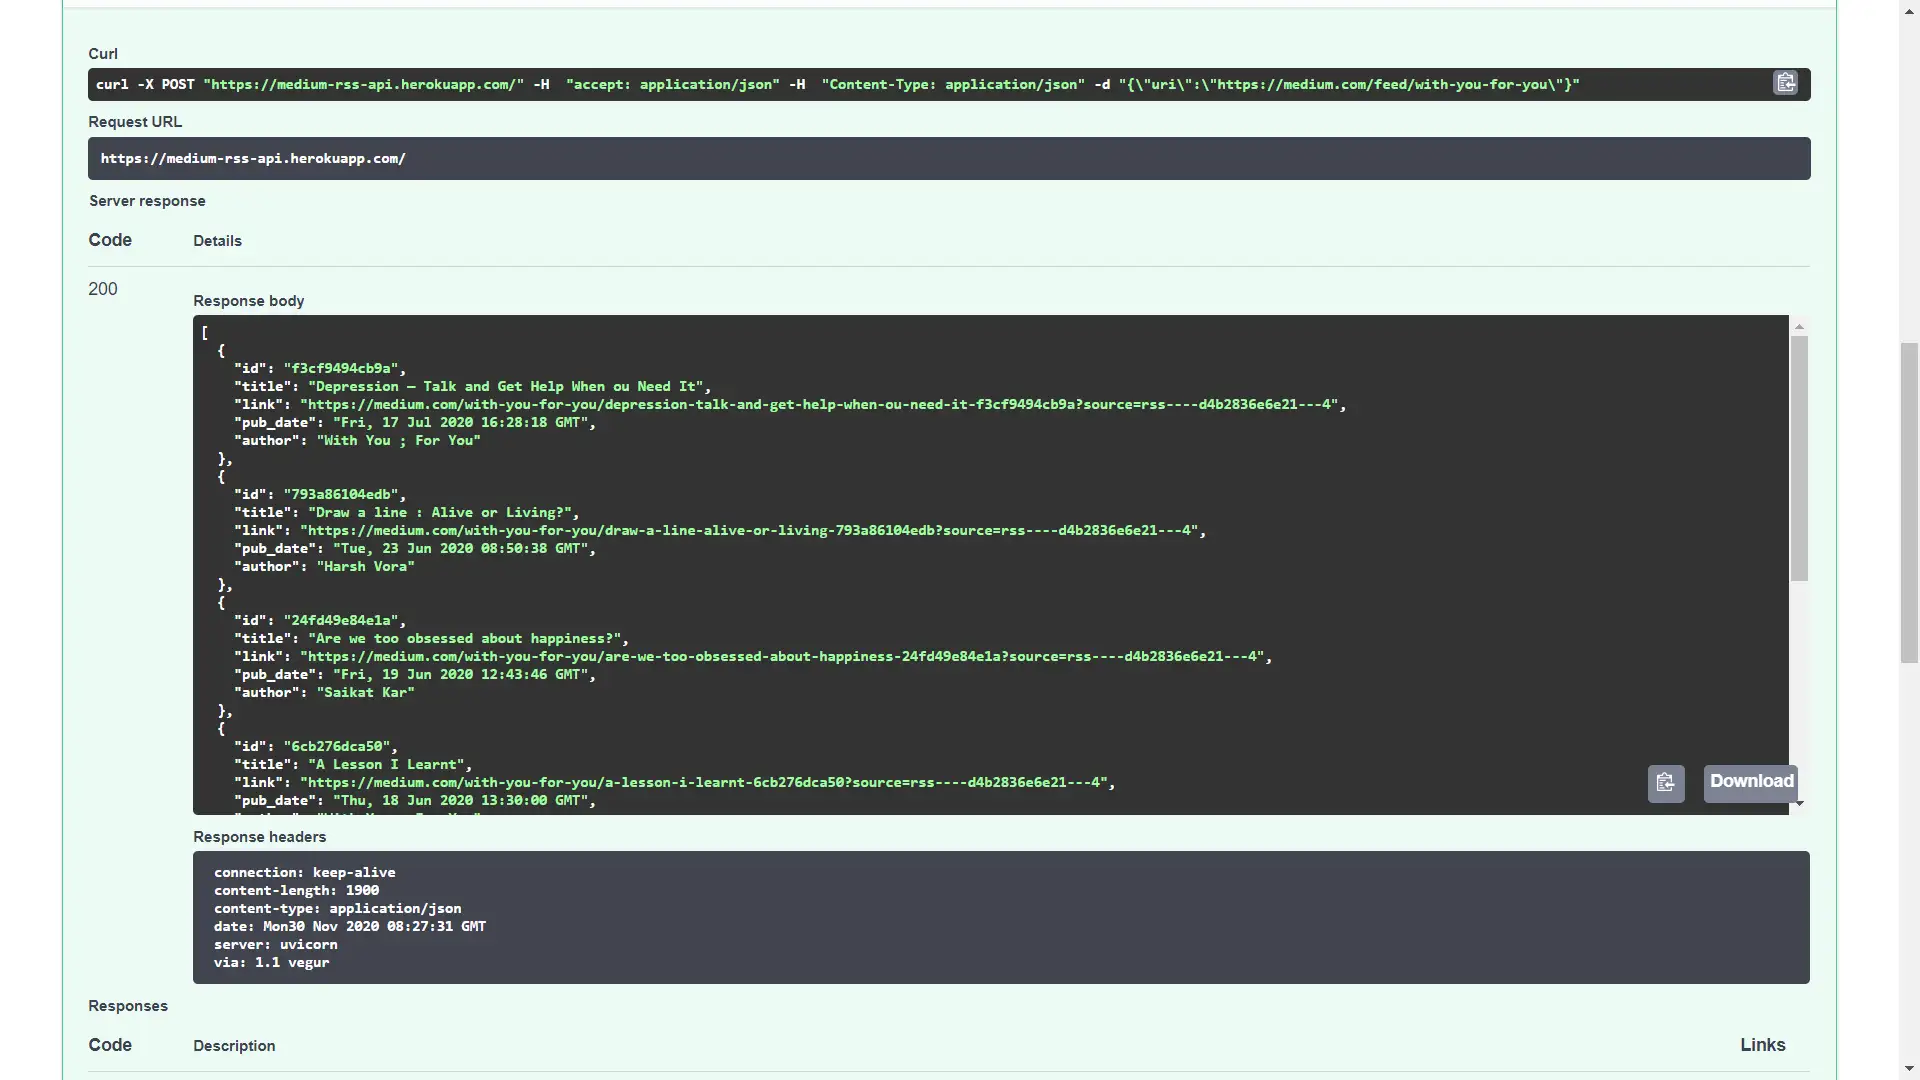 Curl
curl -X POST "https://medium-rss-api.herokuapp.com/" -H  "accept: application/json" -H  "Content-Type: application/json" -d "{\"uri\":\"https://medium.com/feed/with-you-for-you\"}"
Request URL
https://medium-rss-api.herokuapp.com/
Server response
Code Details
200
Response body
[
  {
    "id": "f3cf9494cb9a",
    "title": "Depression — Talk and Get Help When ou Need It",
    "link": "https://medium.com/with-you-for-you/depression-talk-and-get-help-when-ou-need-it-f3cf9494cb9a?source=rss----d4b2836e6e21---4",
    "pub_date": "Fri, 17 Jul 2020 16:28:18 GMT",
    "author": "With You ; For You"
  },
  {
    "id": "793a86104edb",
    "title": "Draw a line : Alive or Living?",
    "link": "https://medium.com/with-you-for-you/draw-a-line-alive-or-living-793a86104edb?source=rss----d4b2836e6e21---4",
    "pub_date": "Tue, 23 Jun 2020 08:50:38 GMT",
    "author": "Harsh Vora"
  },
  {
    "id": "24fd49e84e1a",
    "title": "Are we too obsessed about happiness?",
    "link": "https://medium.com/with-you-for-you/are-we-too-obsessed-about-happiness-24fd49e84e1a?source=rss----d4b2836e6e21---4",
    "pub_date": "Fri, 19 Jun 2020 12:43:46 GMT",
    "author": "Saikat Kar"
  },
  {
    "id": "6cb276dca50",
    "title": "A Lesson I Learnt",
    "link": "https://medium.com/with-you-for-you/a-lesson-i-learnt-6cb276dca50?source=rss----d4b2836e6e21---4",
    "pub_date": "Thu, 18 Jun 2020 13:30:00 GMT",
Download
Response headers
connection: keep-alive
content-length: 1900
content-type: application/json
date: Mon30 Nov 2020 08:27:31 GMT
server: uvicorn
via: 1.1 vegur
Responses
Code Description Links